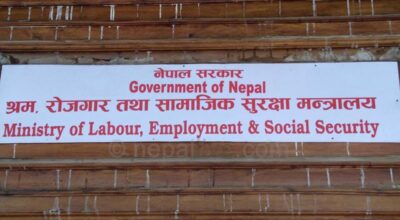 नेपाल सरकार
Government of Nepal
श्रम, रोजगार तथा सामाजिक सुरक्षा मन्त्रालय
Ministry of Labour, Employment & Social Security